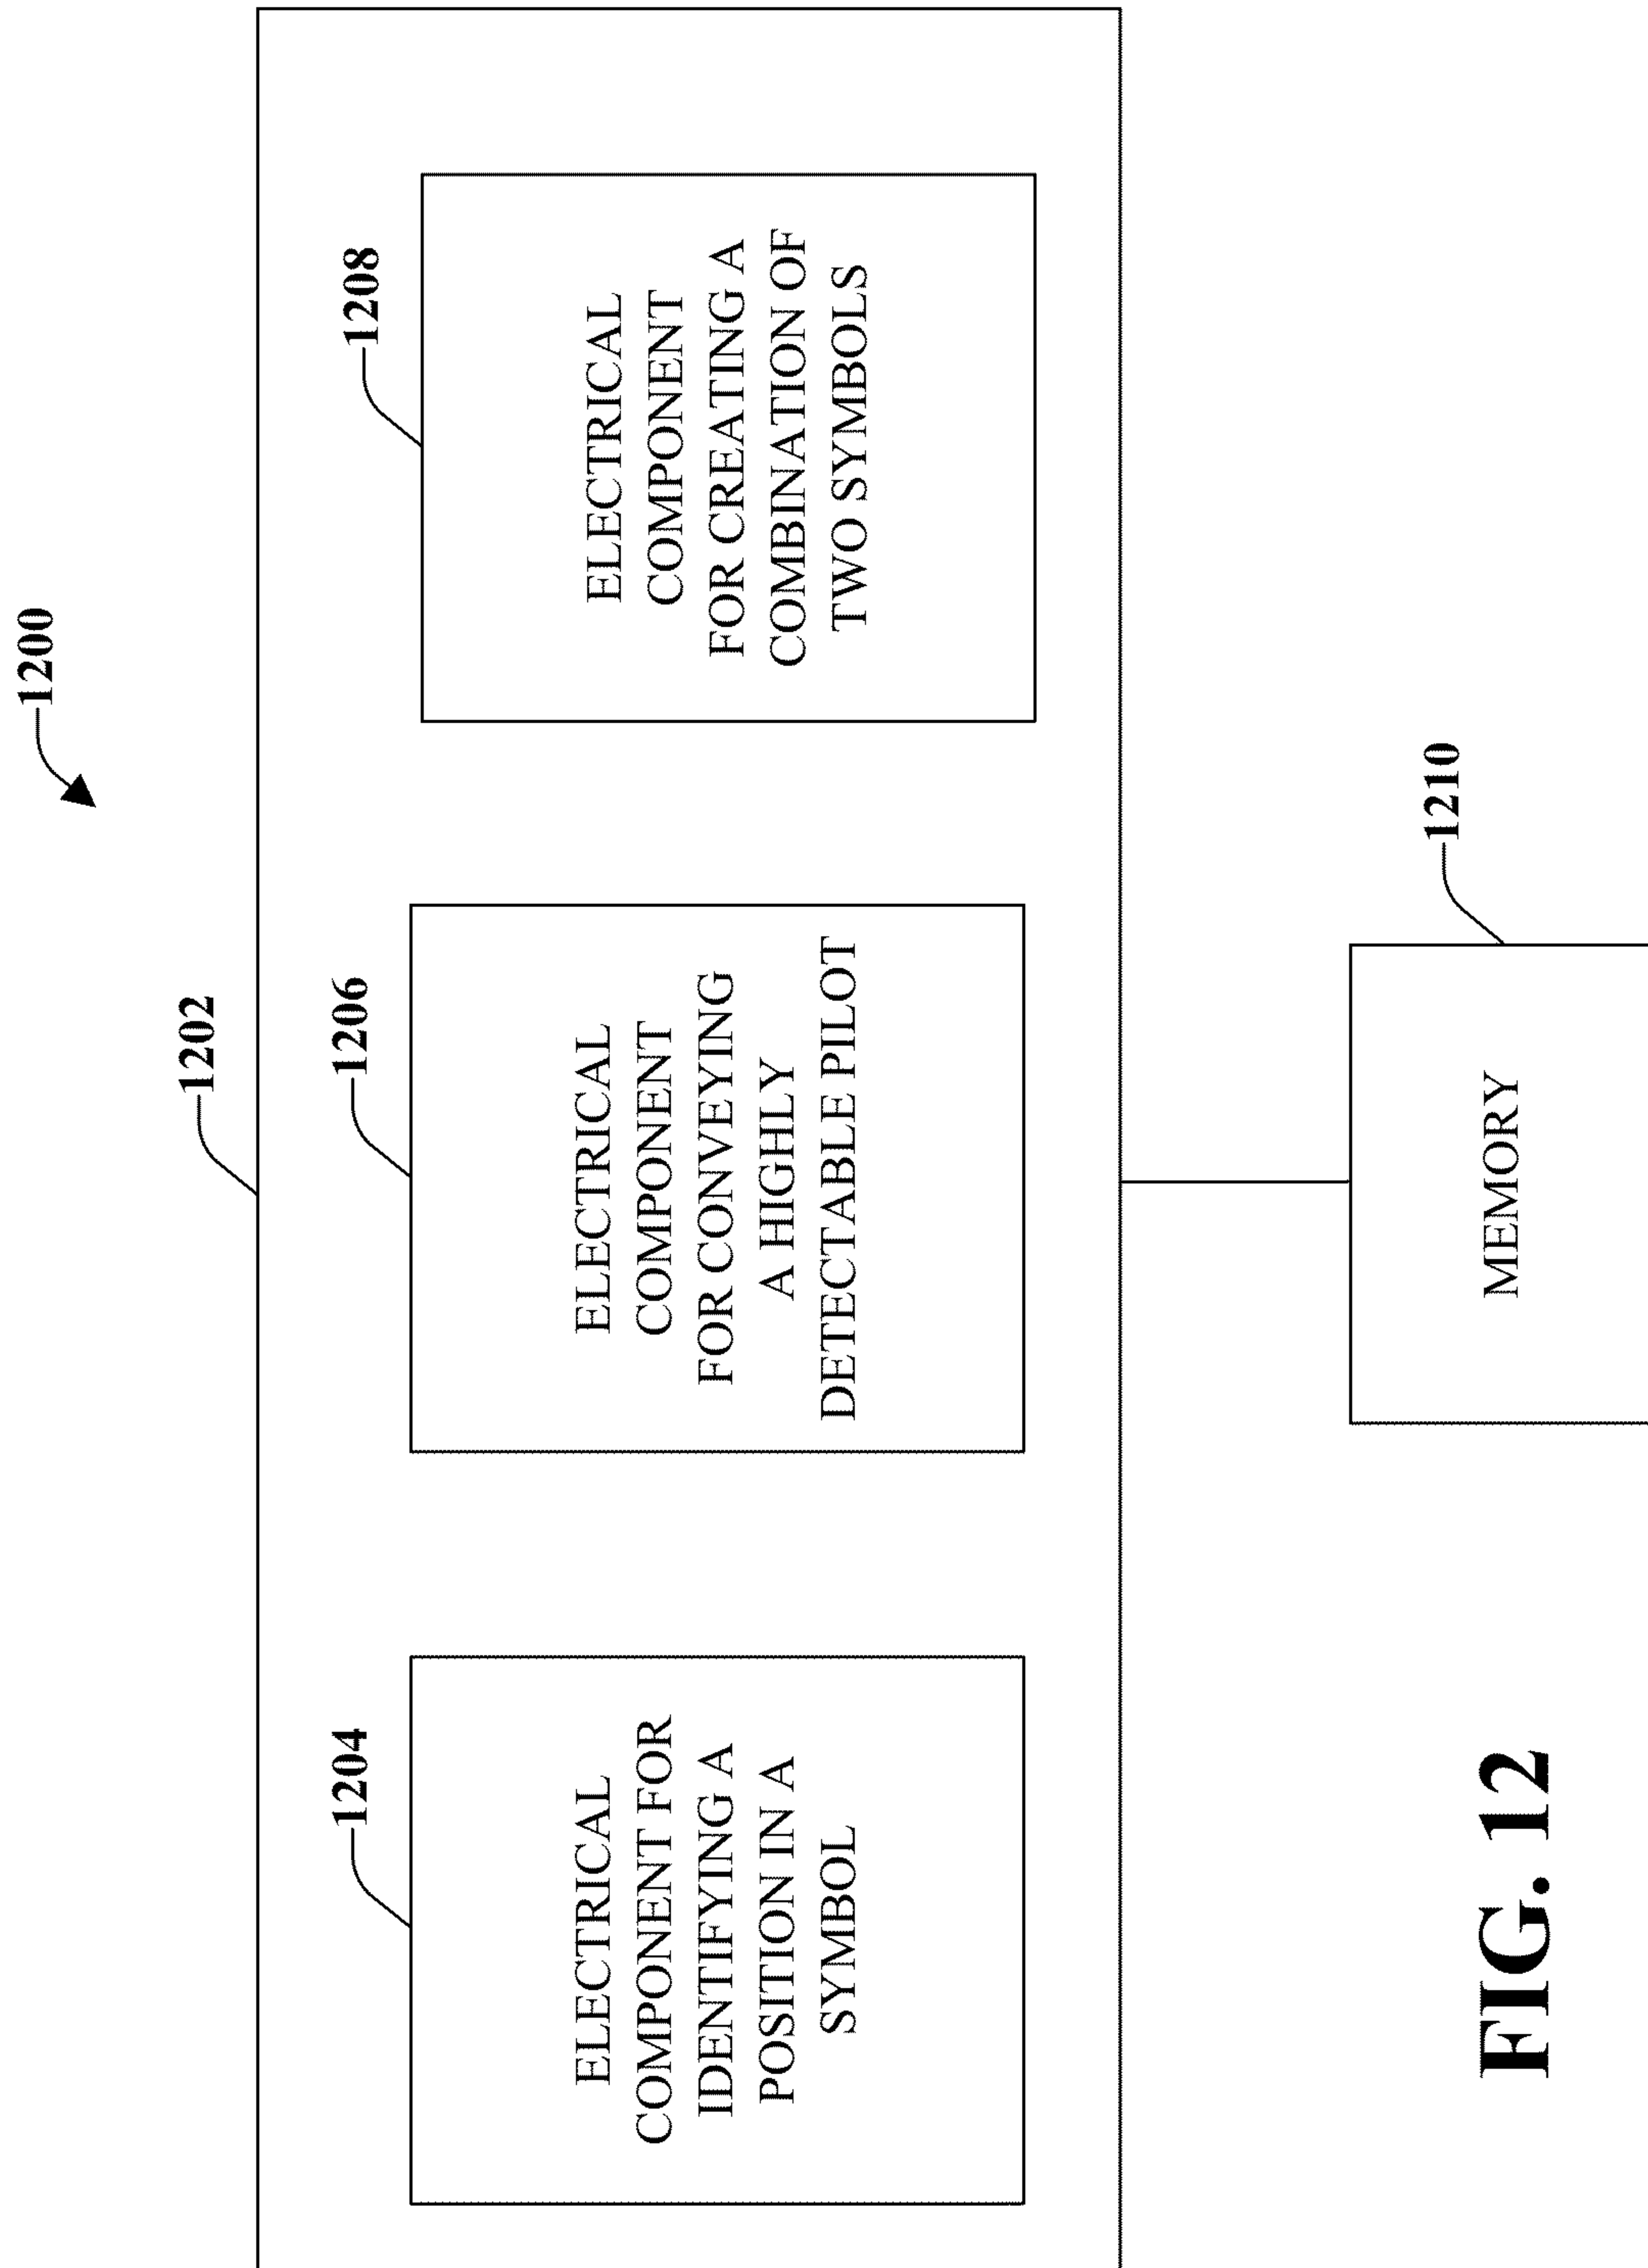 1200
1202
1204
ELECTRICAL
COMPONENT FOR
IDENTIFYING A
POSITION IN A
SYMBOL
1206
ELECTRICAL
COMPONENT
FOR CONVEYING
A HIGHLY
DETECTABLE PILOT
1208
ELECTRICAL
COMPONENT
FOR CREATING A
COMBINATION OF
TWO SYMBOLS
1210
MEMORY
FIG. 12